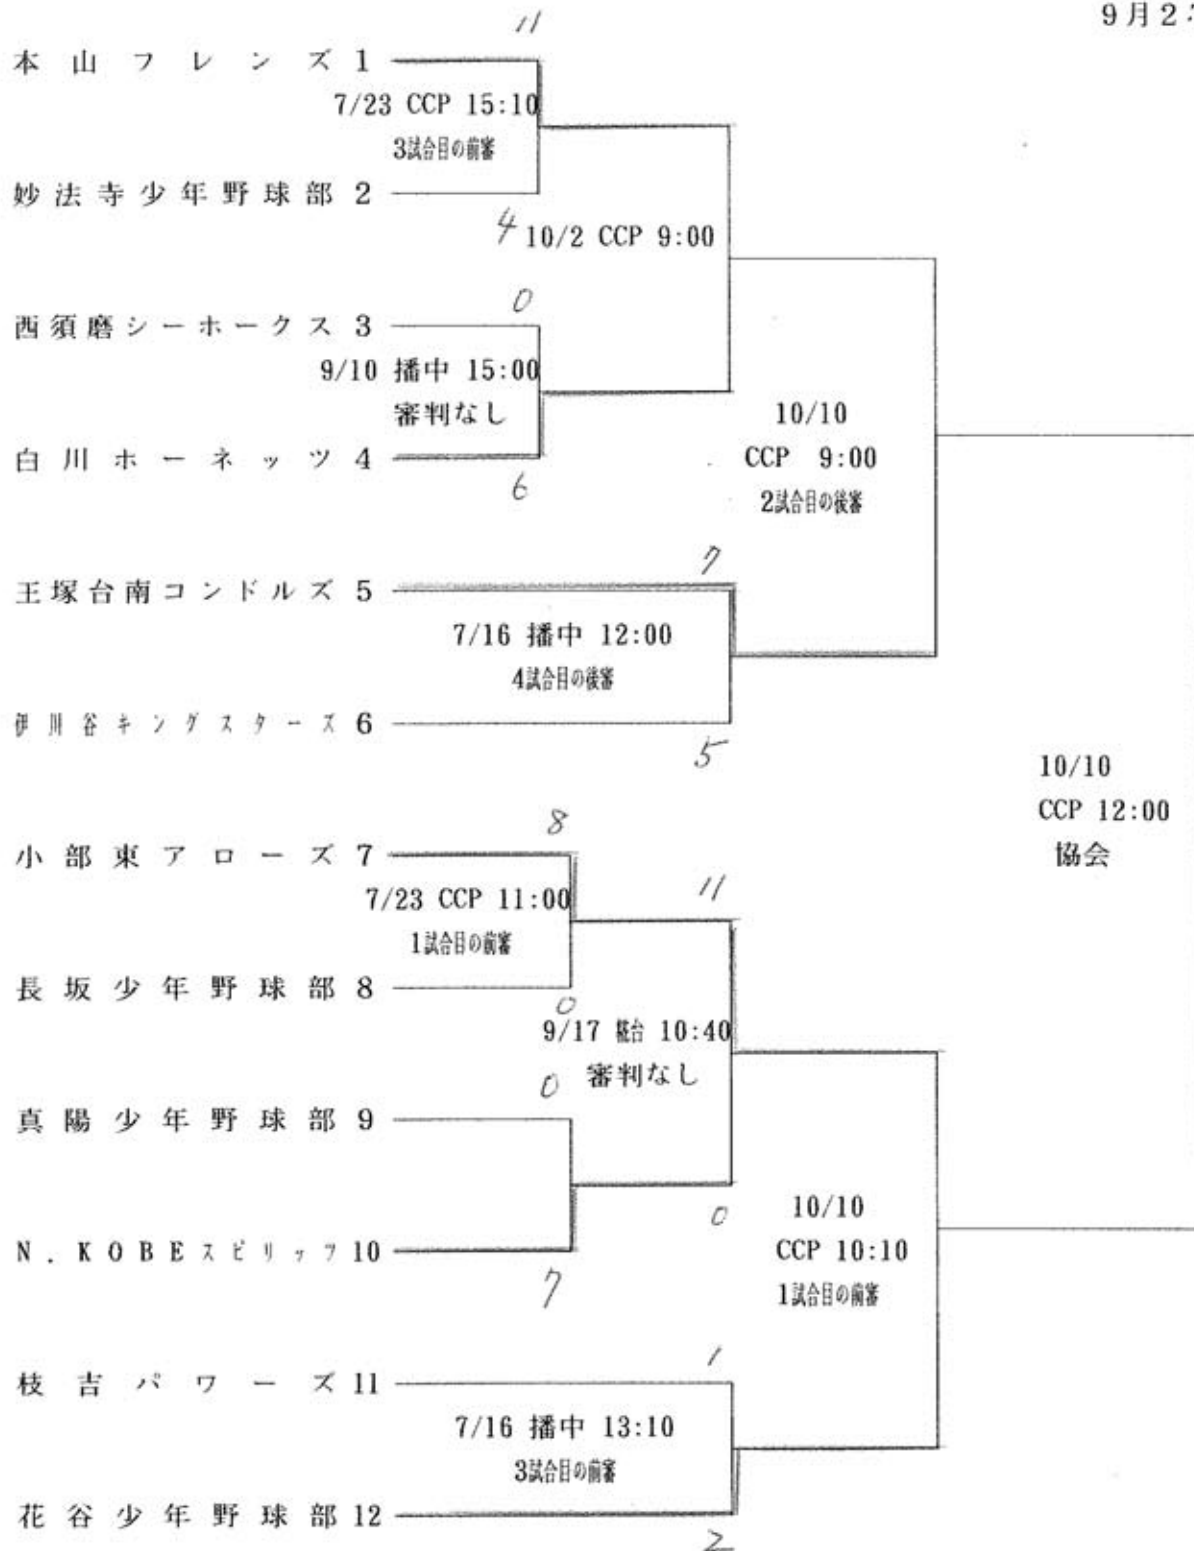 9月2
11
本山フレンズ 1
7/23 CCP 15:10
3試合目の前審
妙法寺少年野球部 2
4
10/2 CCP 9:00
0
西須磨シーホークス 3
9/10 播中 15:00
審判なし
白川ホーネッツ 4
6
10/10
CCP 9:00
2試合目の後審
7
王塚台南コンドルズ 5
7/16 播中 12:00
4試合目の後審
伊川谷キングスターズ 6
5
10/10
CCP 12:00
協会
8
小部東アローズ 7
7/23 CCP 11:00
1試合目の前審
11
長坂少年野球部 8
0
9/17 糀台 10:40
審判なし
0
真陽少年野球部 9
0
N.KOBEスピリッツ 10
7
10/10
CCP 10:10
1試合目の前審
1
枝吉パワーズ 11
7/16 播中 13:10
3試合目の前審
花谷少年野球部 12
2